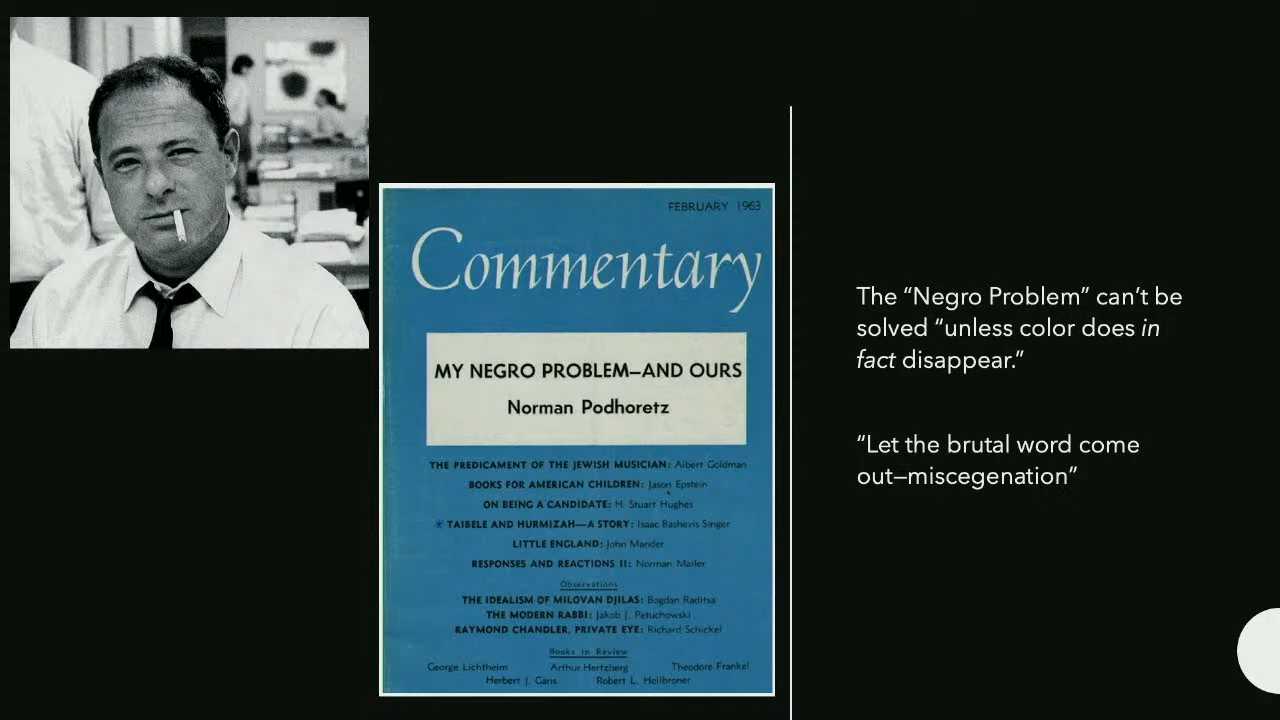 FEBRUARY 1963
Commentary
MY NEGRO PROBLEM—AND OURS
Norman Podhoretz
THE PREDICAMENT OF THE JEWISH MUSICIAN: Albert Goldman
BOOKS FOR AMERICAN CHILDREN: Jason Epstein
ON BEING A CANDIDATE: H. Stuart Hughes
TAIBELE AND HURMIZAH—A STORY: Isaac Bashevis Singer
LITTLE ENGLAND: John Mander
RESPONSES AND REACTIONS II: Norman Mailer
Observations
THE IDEALISM OF MILOVAN DJILAS: Bogdan Raditsa
THE MODERN RABBI: Jakob J. Petuchowski
RAYMOND CHANDLER, PRIVATE EYE: Richard Schickel
Books in Review
George Lichtheim Arthur Hertzberg Theodore Frankel
Herbert J. Gans Robert L. Heilbroner
The “Negro Problem” can’t be
solved “unless color does in
fact disappear.”
“Let the brutal word come
out—miscegenation”